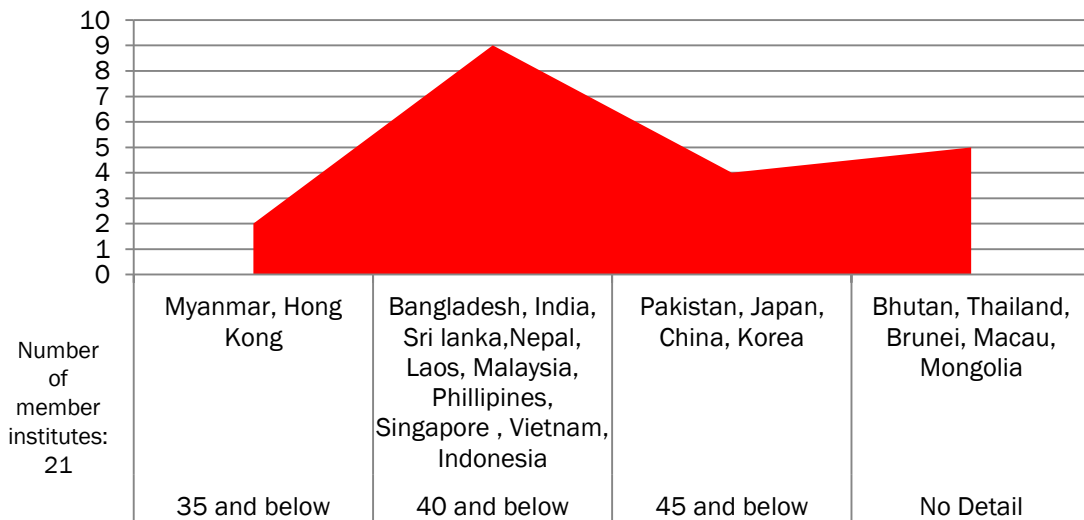 10
9
8
7
6
5
4
3
2
1
0
Number
of
member
institutes:
21
Myanmar, Hong
Kong
35 and below
Bangladesh, India,
Sri lanka,Nepal,
Laos, Malaysia,
Phillipines,
Singapore , Vietnam,
Indonesia
40 and below
Pakistan, Japan,
China, Korea
45 and below
Bhutan, Thailand,
Brunei, Macau,
Mongolia
No Detail